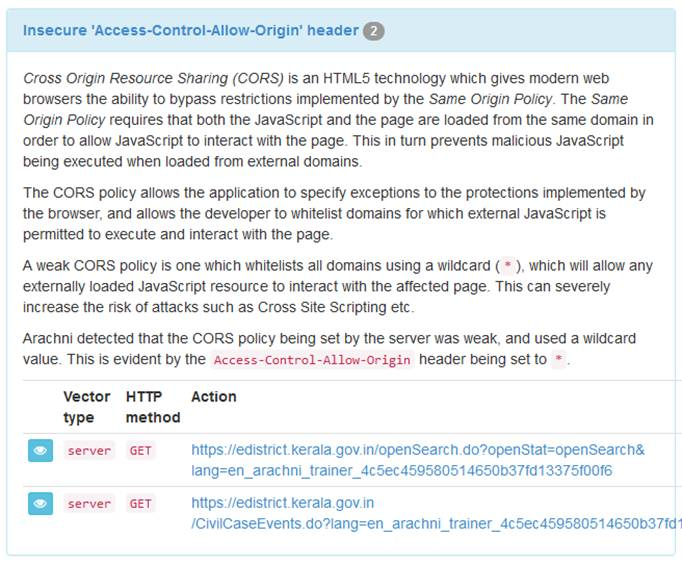 Insecure 'Access-Control-Allow-Origin' header 2
Cross Origin Resource Sharing (CORS) is an HTML5 technology which gives modern web
browsers the ability to bypass restrictions implemented by the Same Origin Policy. The Same
Origin Policy requires that both the JavaScript and the page are loaded from the same domain in
order to allow JavaScript to interact with the page. This in turn prevents malicious JavaScript
being executed when loaded from external domains.
The CORS policy allows the application to specify exceptions to the protections implemented by
the browser, and allows the developer to whitelist domains for which external JavaScript is
permitted to execute and interact with the page.
A weak CORS policy is one which whitelists all domains using a wildcard ( * ), which will allow any
externally loaded JavaScript resource to interact with the affected page. This can severely
increase the risk of attacks such as Cross Site Scripting etc.
Arachni detected that the CORS policy being set by the server was weak, and used a wildcard
value. This is evident by the Access-Control-Allow-Origin header being set to * .
Vector type HTTP method Action
server GET https://edistrict.kerala.gov.in/openSearch.do?openStat=openSearch&
lang=en_arachni_trainer_4c5ec459580514650b37fd13375f00f6
server GET https://edistrict.kerala.gov.in
/CivilCaseEvents.do?lang=en_arachni_trainer_4c5ec459580514650b37fd1